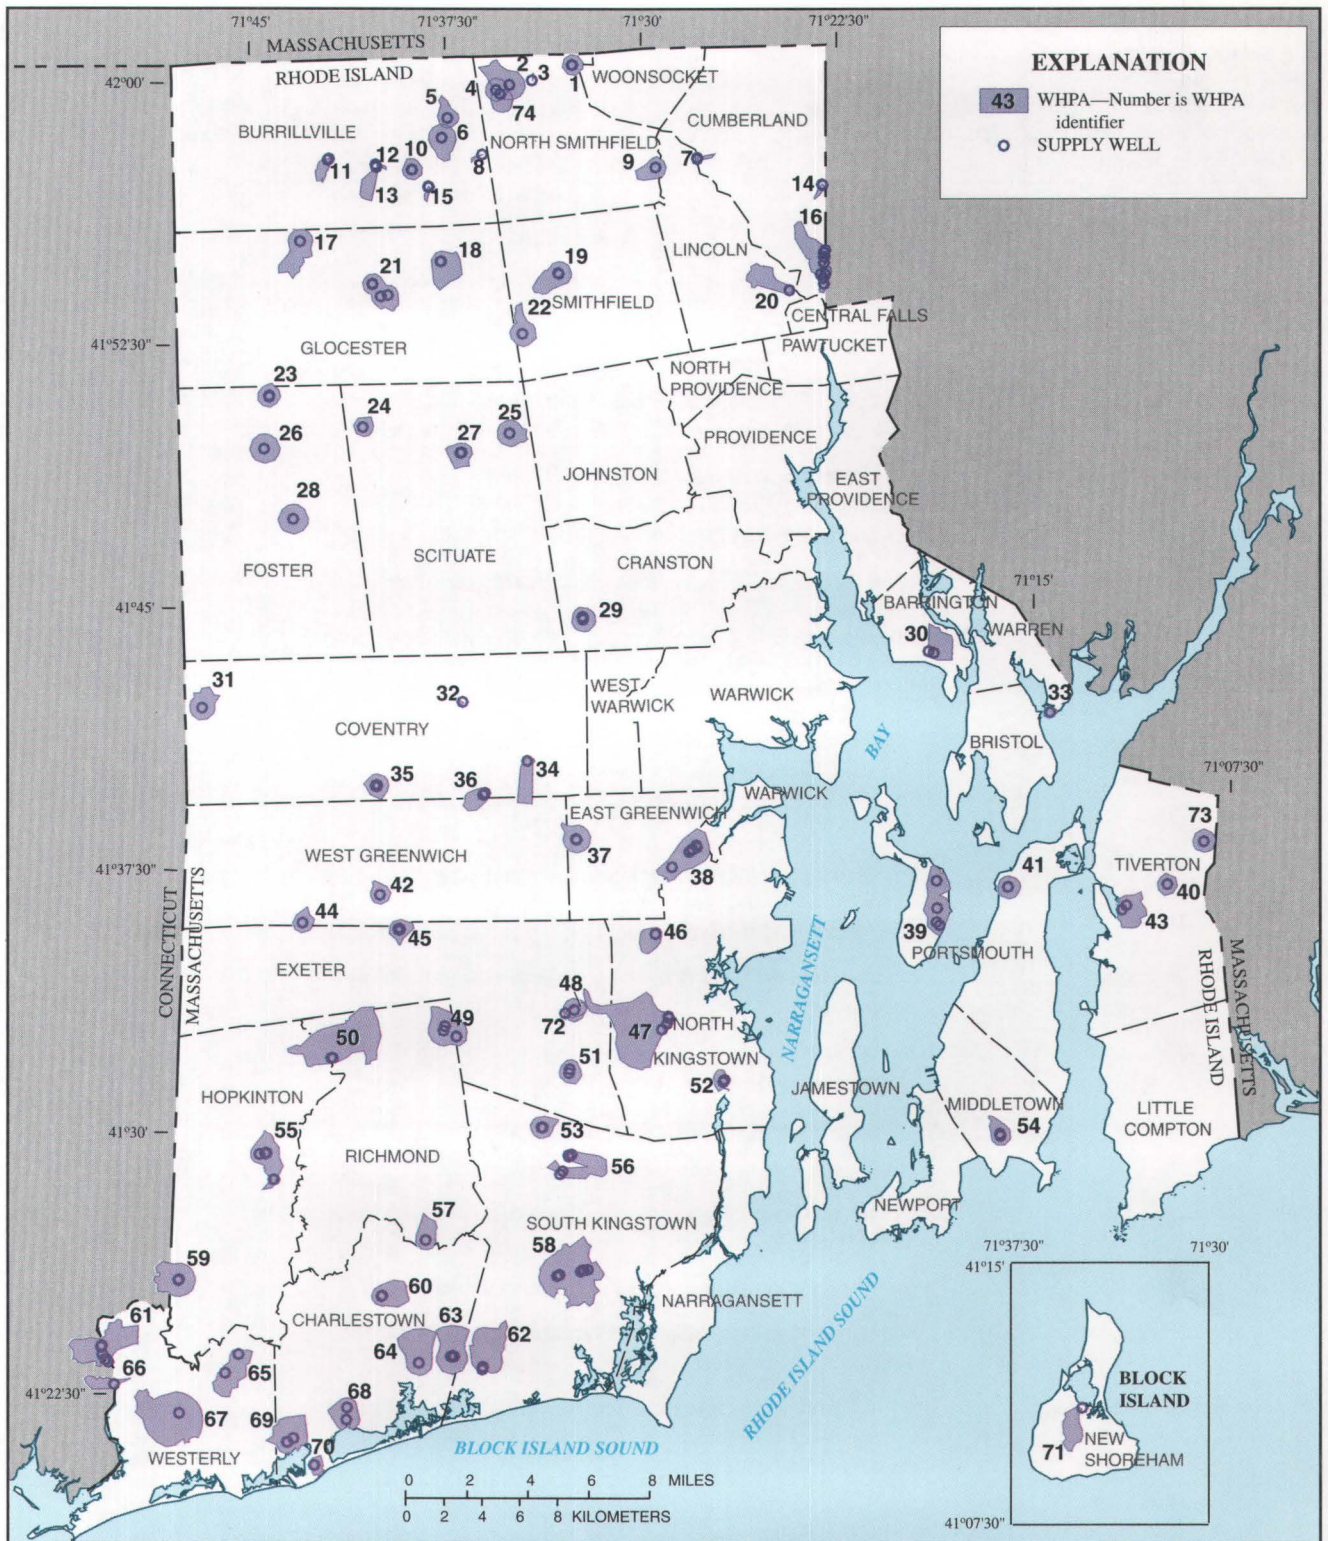 71°45'
71°37'30"
71°30'
71°22'30"
MASSACHUSETTS
RHODE ISLAND
42°00'
EXPLANATION
43
WHPA—Number is WHPA
identifier
SUPPLY WELL
2
3
1
WOONSOCKET
4
74
5
BURRILLVILLE
6
CUMBERLAND
NORTH SMITHFIELD
12
10
8
9
7
11
13
15
14
16
17
18
19
LINCOLN
21
SMITHFIELD
20
22
CENTRAL FALLS
41°52'30"
GLOCESTER
PAWTUCKET
NORTH
PROVIDENCE
23
24
25
26
27
PROVIDENCE
JOHNSTON
EAST
PROVIDENCE
28
SCITUATE
FOSTER
CRANSTON
71°15'
41°45'
29
BARRINGTON
30
WARREN
31
32
WEST
WARWICK
WARWICK
33
COVENTRY
BAY
BRISTOL
34
71°07'30"
35
36
WARWICK
EAST GREENWICH
73
37
38
WEST GREENWICH
41°37'30"
41
TIVERTON
40
42
43
44
45
46
39
PORTSMOUTH
CONNECTICUT
MASSACHUSETTS
EXETER
NARRAGANSETT
RHODE ISLAND
MASSACHUSETTS
48
72
47
NORTH
KINGSTOWN
49
50
51
52
JAMESTOWN
HOPKINTON
MIDDLETOWN
54
LITTLE
COMPTON
41°30'
53
55
RICHMOND
56
57
SOUTH KINGSTOWN
NEWPORT
58
71°37'30"
71°30'
41°15'
59
60
NARRAGANSETT
RHODE ISLAND SOUND
61
CHARLESTOWN
63
62
64
66
65
41°22'30"
BLOCK
ISLAND
68
67
69
70
WESTERLY
BLOCK ISLAND SOUND
71
NEW
SHOREHAM
0 2 4 6 8 MILES
0 2 4 6 8 KILOMETERS
41°07'30"